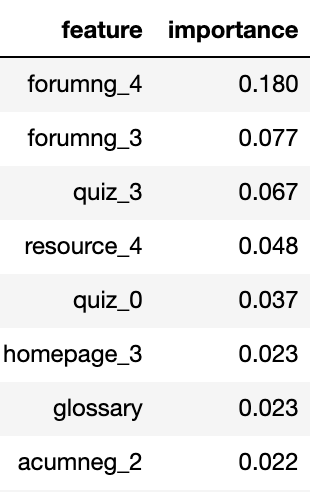 feature importance
forumng_4 0.180
forumng_3 0.077
quiz_3 0.067
resource_4 0.048
quiz_0 0.037
homepage_3 0.023
glossary 0.023
acumneg_2 0.022